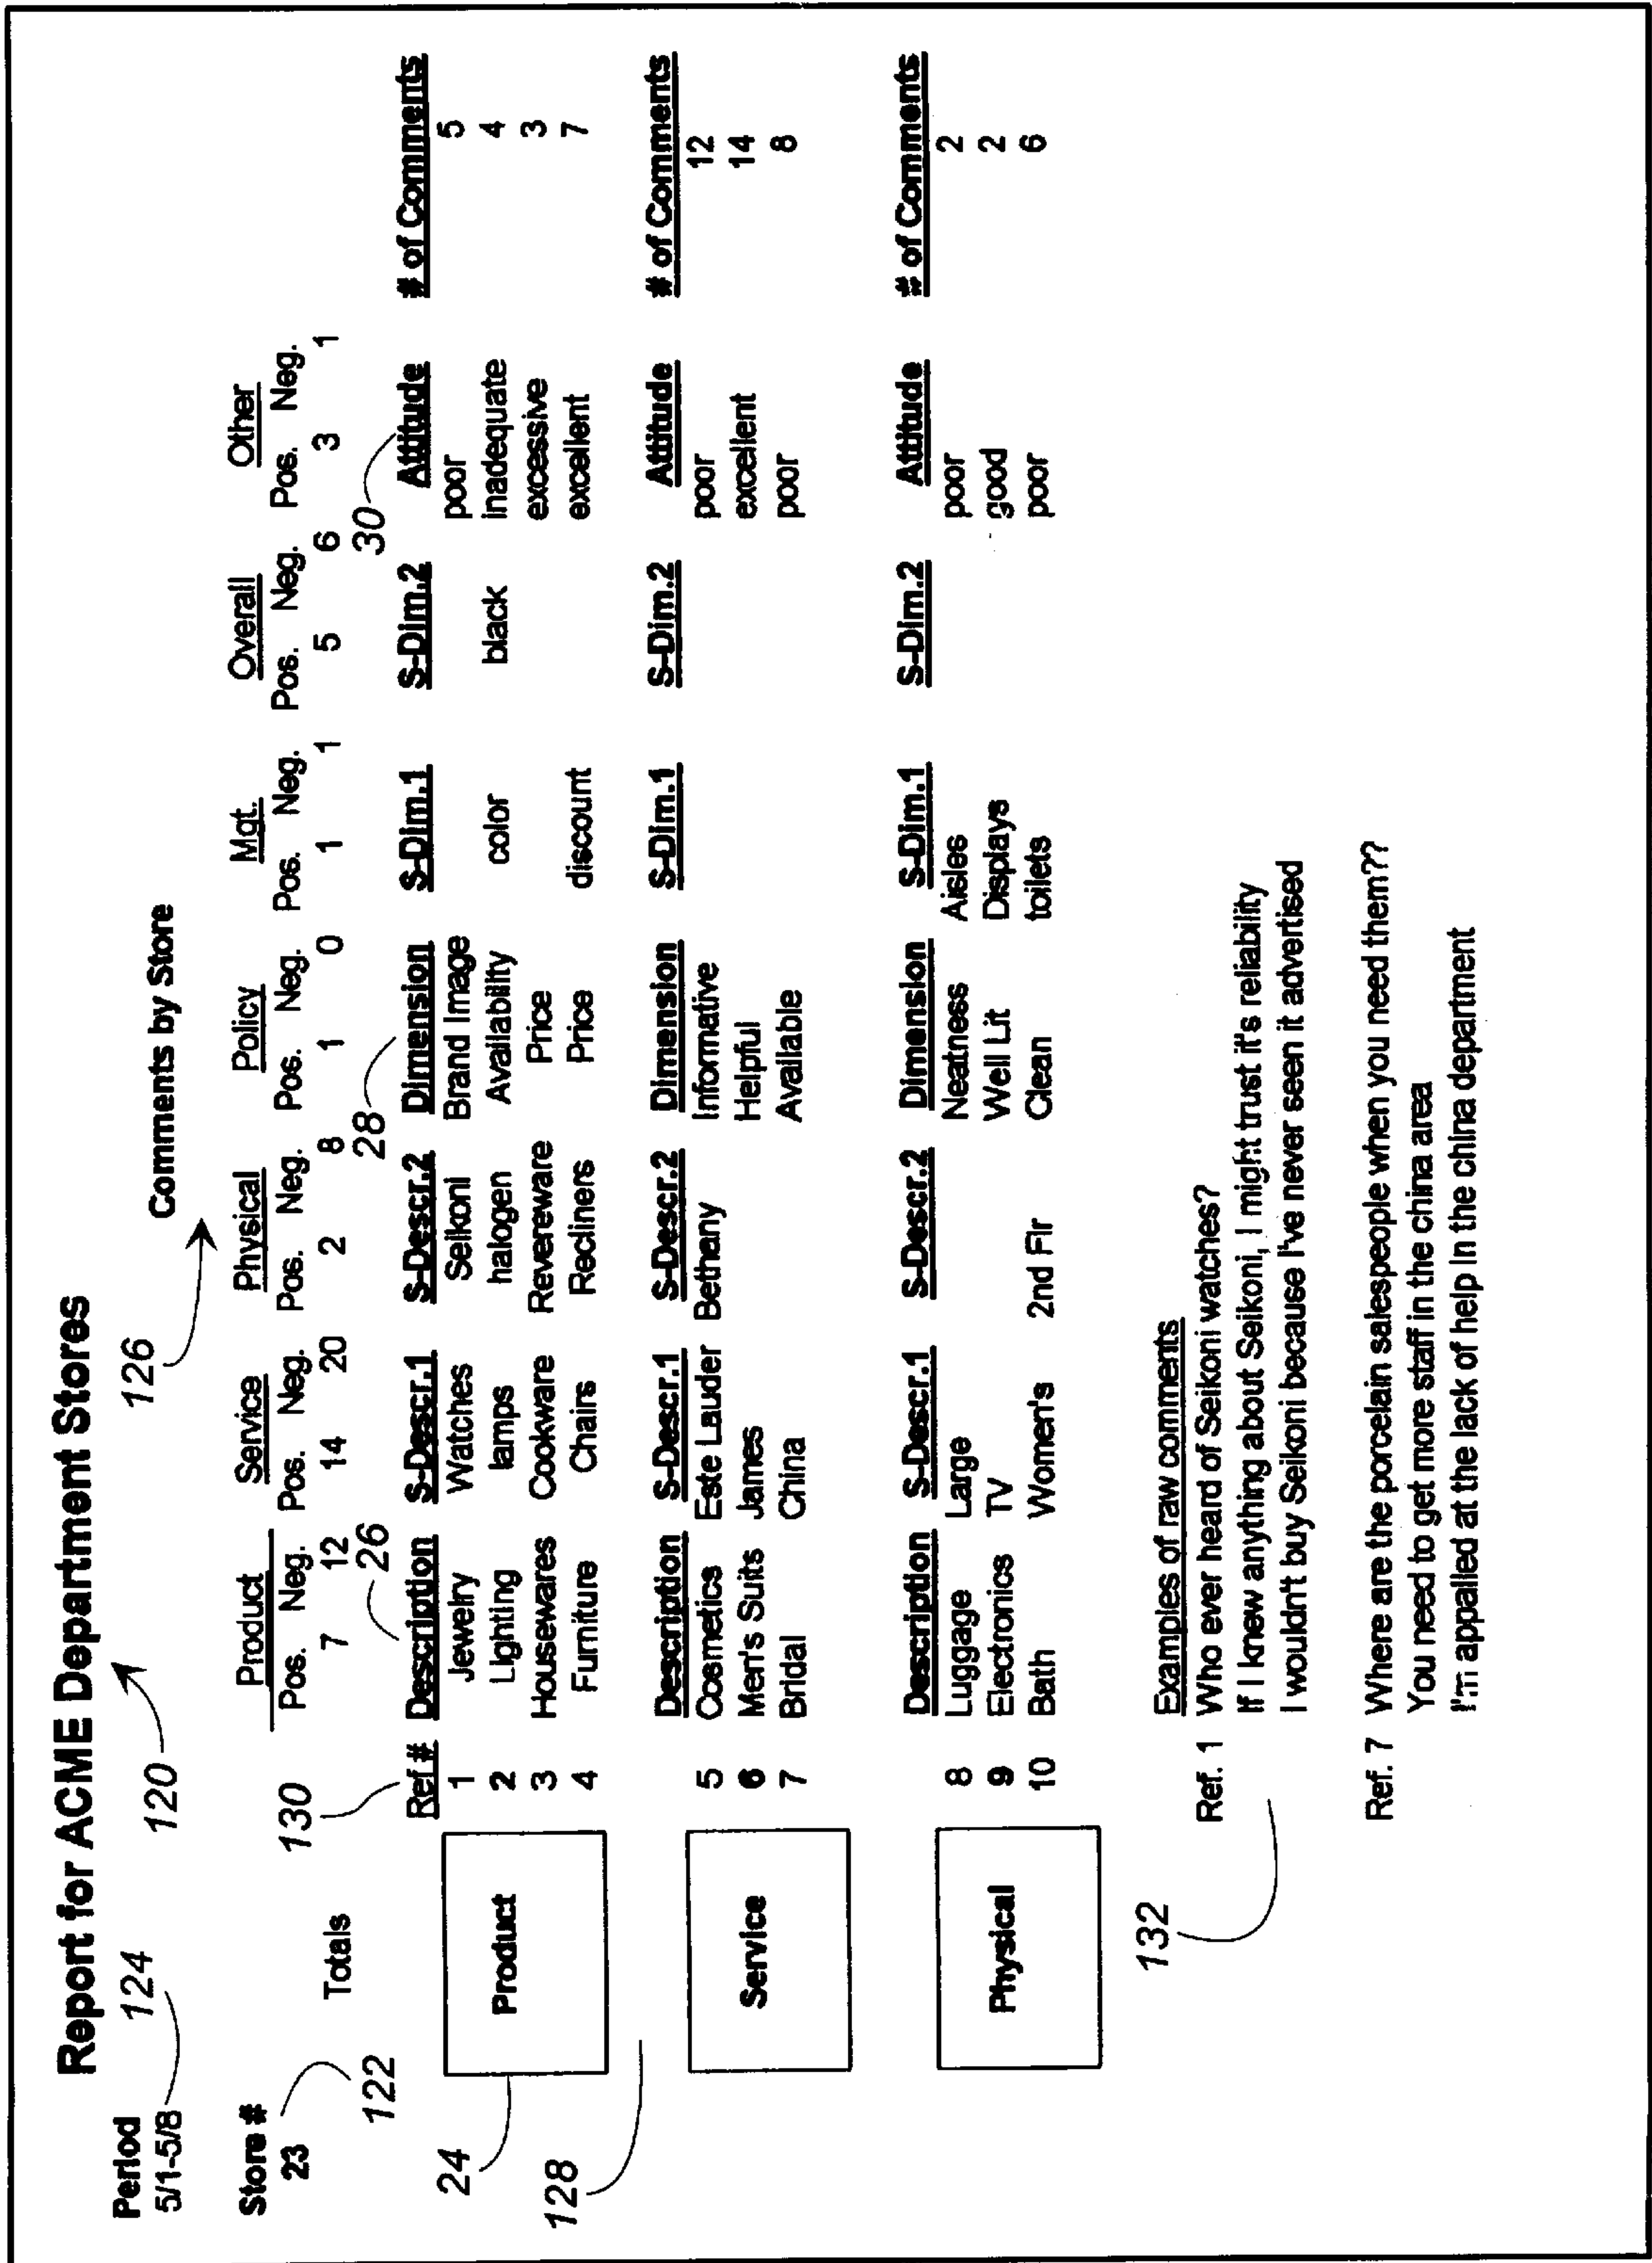 Report for ACME Department Stores
Period
5/1-5/8 124
120
126
Comments by Store
Store #
23
122
Product Service Physical Policy Mgt. Overall Other
Pos. Neg. Pos. Neg. Pos. Neg. Pos. Neg. Pos. Neg. Pos. Neg. Pos. Neg.
Totals 7 12 14 20 2 8 1 0 1 1 5 6 3 1
130 26 28 30
Ref # Description S-Descr.1 S-Descr.2 Dimension S-Dim.1 S-Dim.2 Attitude # of Comments
1 Jewelry Watches Seikoni Brand Image poor 5
24 Product 2 Lighting lamps halogen Availability color black inadequate 4
3 Housewares Cookware Revereware Price excessive 3
4 Furniture Chairs Recliners Price discount excellent 7
128
Description S-Descr.1 S-Descr.2 Dimension S-Dim.1 S-Dim.2 Attitude # of Comments
5 Cosmetics Este Lauder Bethany Informative poor 12
Service 6 Men's Suits James Helpful excellent 14
7 Bridal China Available poor 8
Description S-Descr.1 S-Descr.2 Dimension S-Dim.1 S-Dim.2 Attitude # of Comments
8 Luggage Large Neatness Aisles poor 2
Physical 9 Electronics TV Well Lit Displays good 2
10 Bath Women's 2nd Flr Clean toilets poor 6
132
Examples of raw comments
Ref. 1 Who ever heard of Seikoni watches?
If I knew anything about Seikoni, I might trust it's reliability
I wouldn't buy Seikoni because I've never seen it advertised
Ref. 7 Where are the porcelain salespeople when you need them??
You need to get more staff in the china area
I'm appalled at the lack of help in the china department